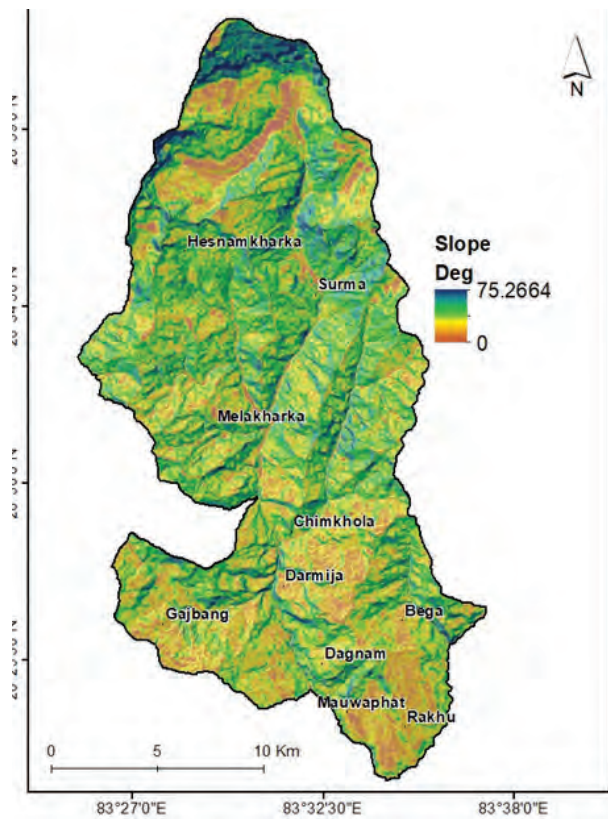 N
Hesnamkharka
Slope
Deg
Surma
75.2664
0
Melakharka
Chimkhola
Darmija
Gajbang
Bega
Dagnam
Mauwaphat
Rakhu
0 5 10 Km
83°27'0"E 83°32'30"E 83°38'0"E